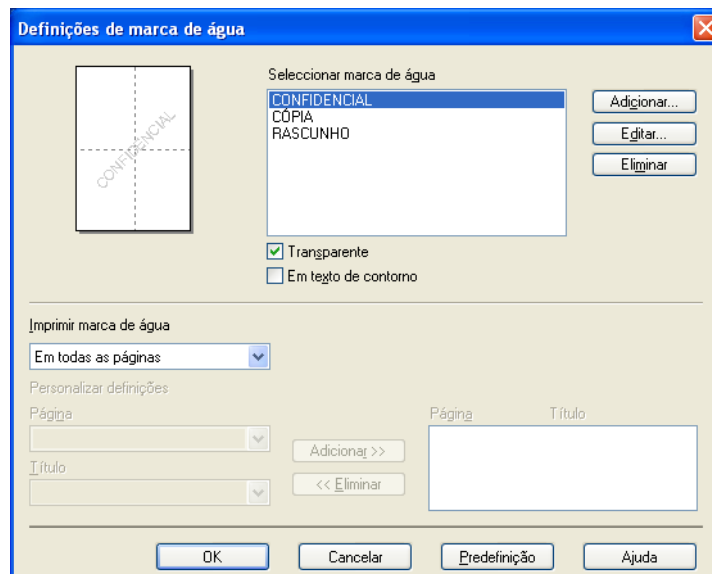 Definições de marca de água
Seleccionar marca de água
CONFIDENCIAL
CONFIDENCIAL
CÓPIA
RASCUNHO
Adicionar...
Editar...
Eliminar
Transparente
Em texto de contorno
Imprimir marca de água
Em todas as páginas
Personalizar definições
Página
Título
Adicionar >>
<< Eliminar
Página Título
OK Cancelar Predefinição Ajuda